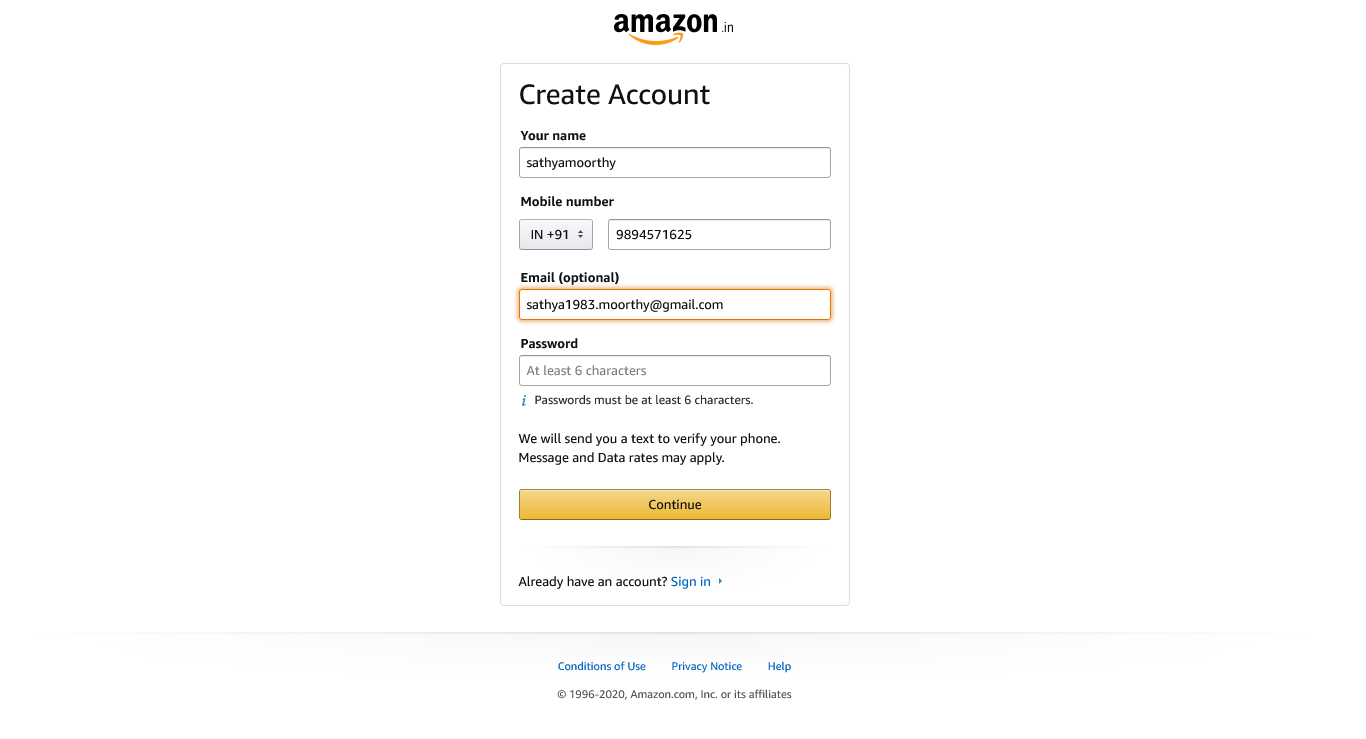 amazon.in
Create Account
Your name
sathyamoorthy
Mobile number
IN +91 9894571625
Email (optional)
sathya1983.moorthy@gmail.com
Password
At least 6 characters
i Passwords must be at least 6 characters.
We will send you a text to verify your phone.
Message and Data rates may apply.
Continue
Already have an account? Sign in
Conditions of Use Privacy Notice Help
© 1996-2020, Amazon.com, Inc. or its affiliates